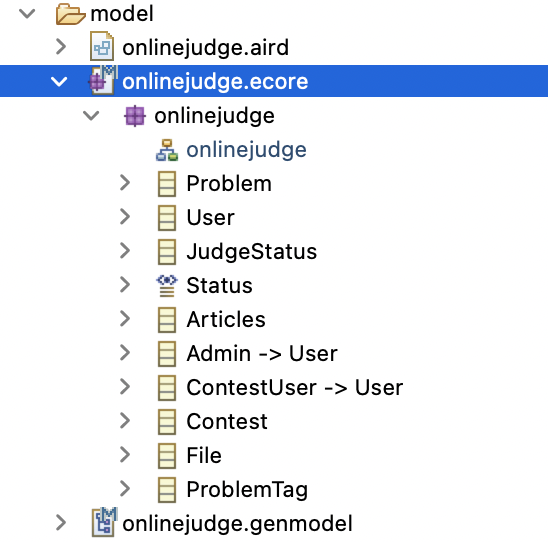 model
onlinejudge.aird
onlinejudge.ecore
onlinejudge
onlinejudge
Problem
User
JudgeStatus
Status
Articles
Admin -> User
ContestUser -> User
Contest
File
ProblemTag
onlinejudge.genmodel